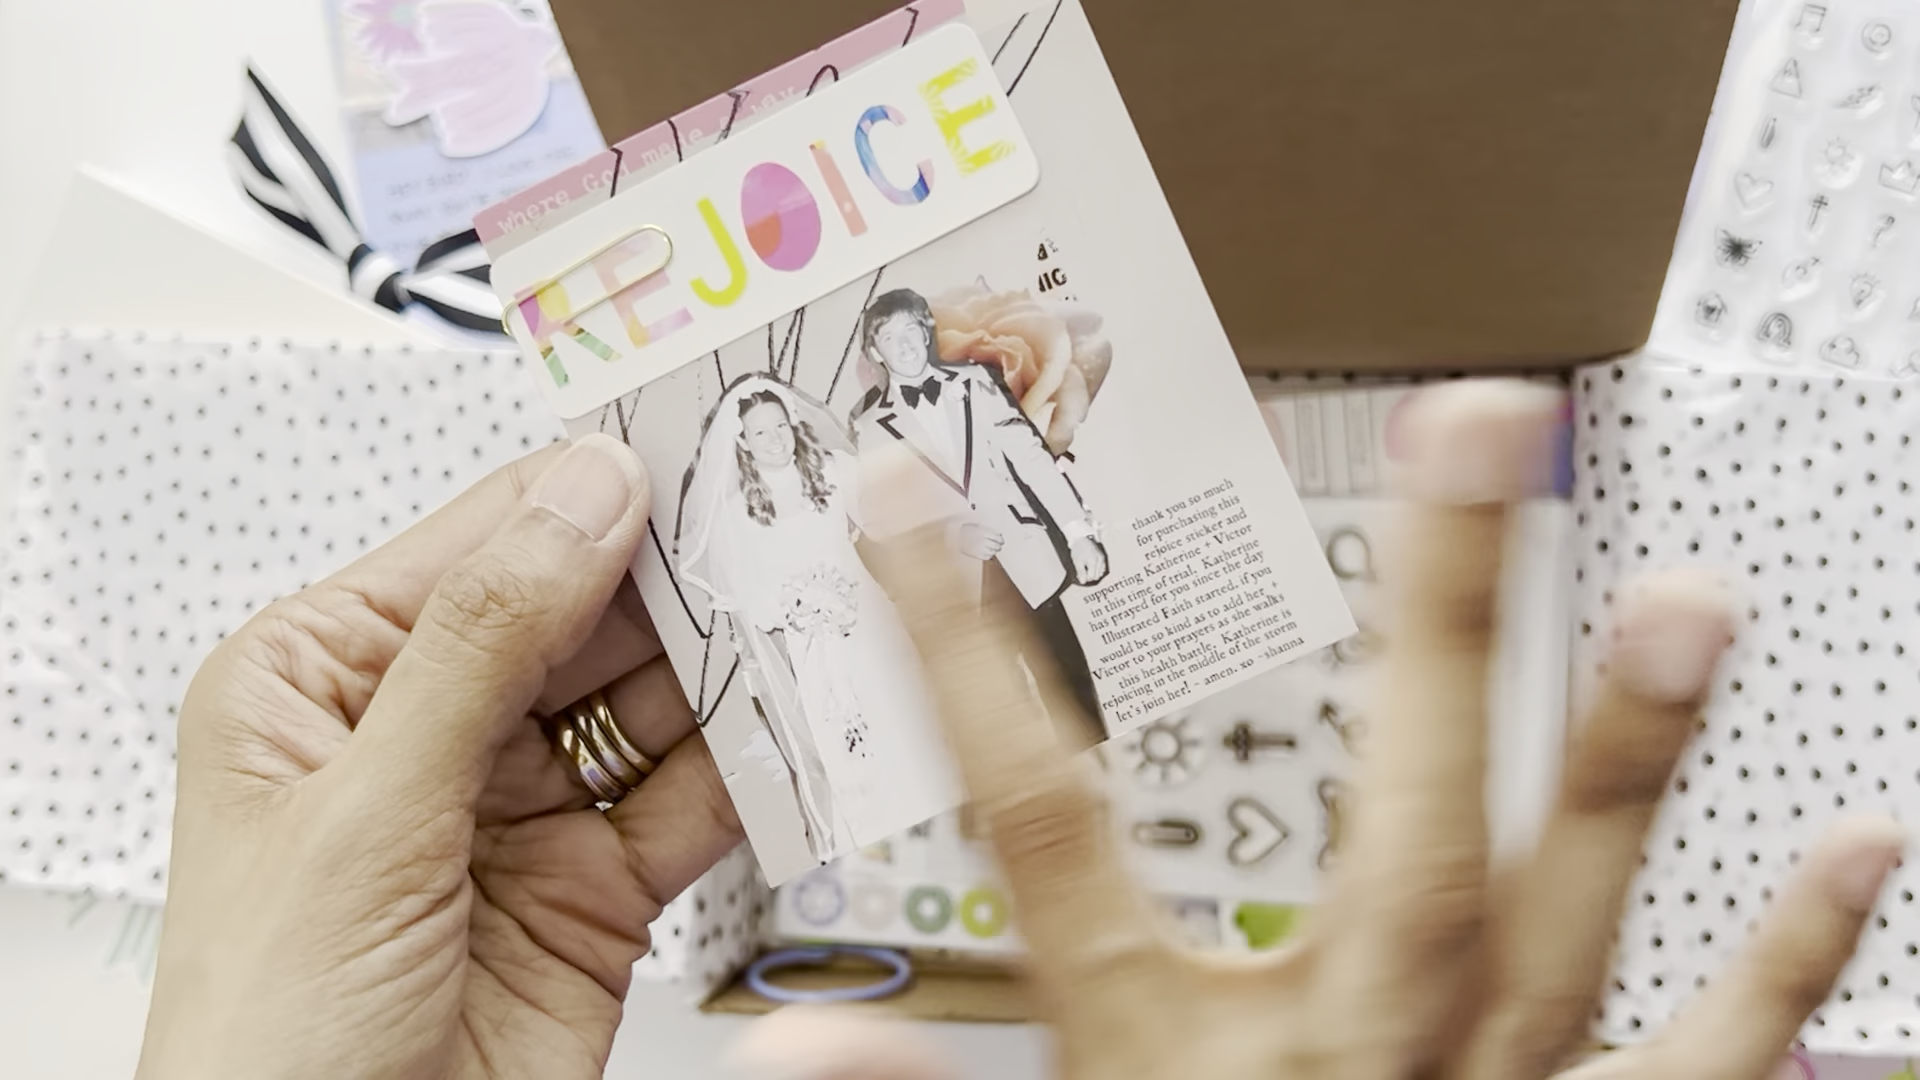 where God made a way
REJOICE
thank you so much
for purchasing this
rejoice sticker and
supporting Katherine + Victor
in this time of trial. Katherine
has prayed for you since the day
Illustrated Faith started. if you
would be so kind as to add her +
Victor to your prayers as she walks
this health battle. Katherine is
rejoicing in the middle of the storm
let's join her! - amen. xo -shanna